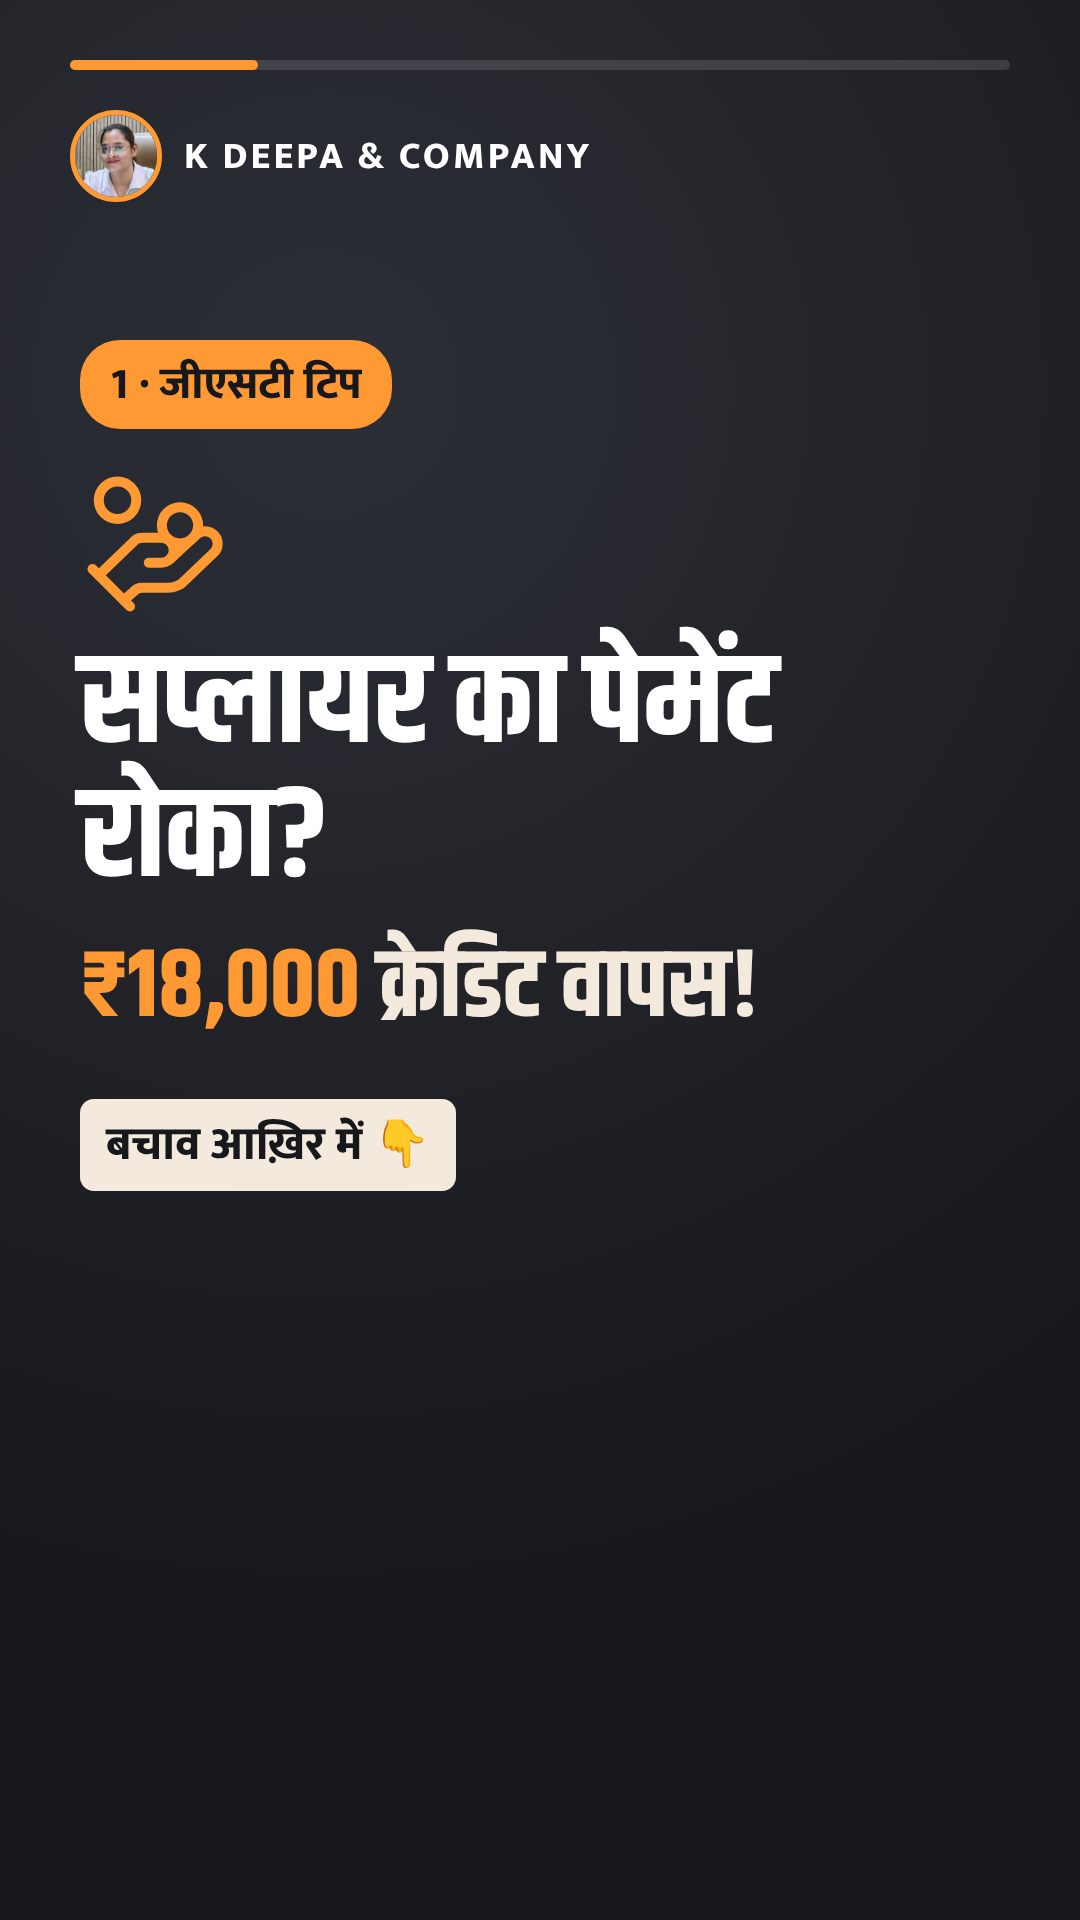 K DEEPA & COMPANY
1 · जीएसटी टिप
सप्लायर का पेमेंट
रोका?
₹18,000 क्रेडिट वापस!
बचाव आख़िर में 👇